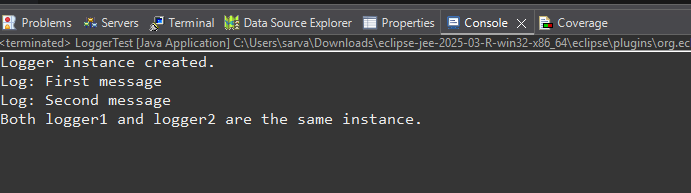 Problems Servers Terminal Data Source Explorer Properties Console Coverage
<terminated> LoggerTest [Java Application] C:\Users\sarva\Downloads\eclipse-jee-2025-03-R-win32-x86_64\eclipse\plugins\org.ec
Logger instance created.
Log: First message
Log: Second message
Both logger1 and logger2 are the same instance.